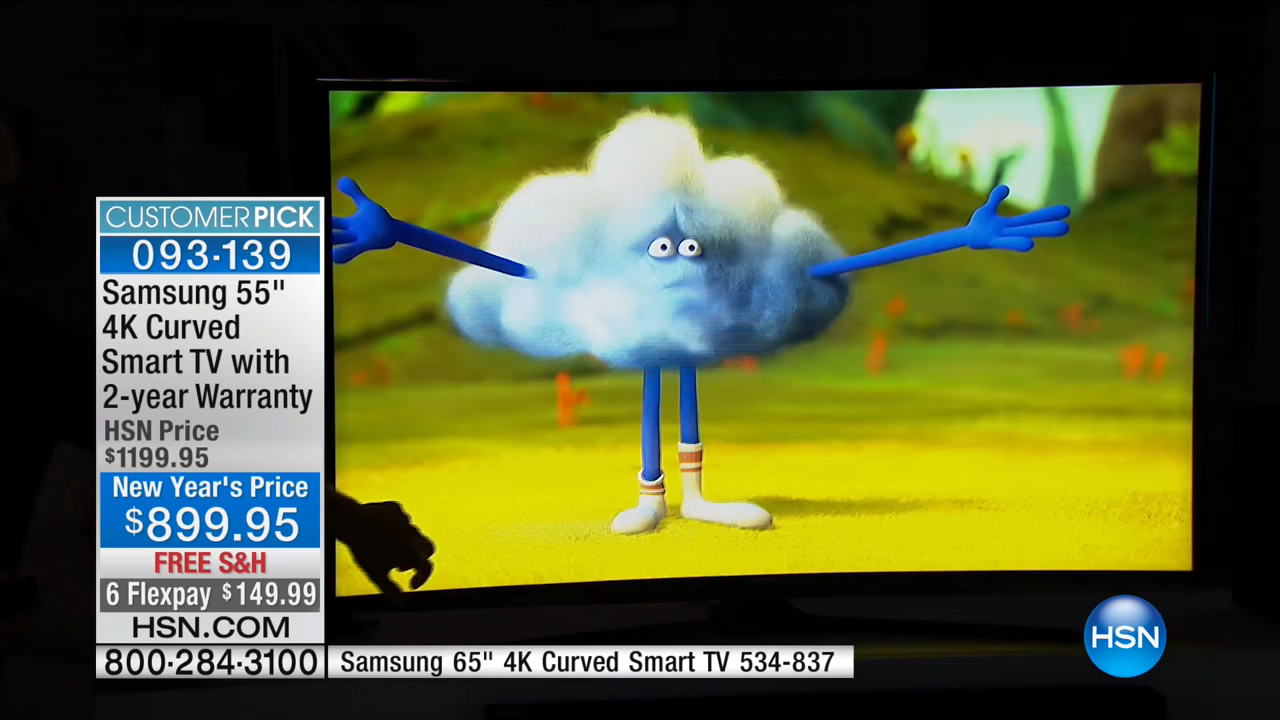 CUSTOMER PICK
093·139
Samsung 55"
4K Curved
Smart TV with
2-year Warranty
HSN Price
$1199.95
New Year's Price
$899.95
FREE S&H
6 Flexpay $149.99
HSN.COM
800·284·3100
Samsung 65" 4K Curved Smart TV 534-837
HSN